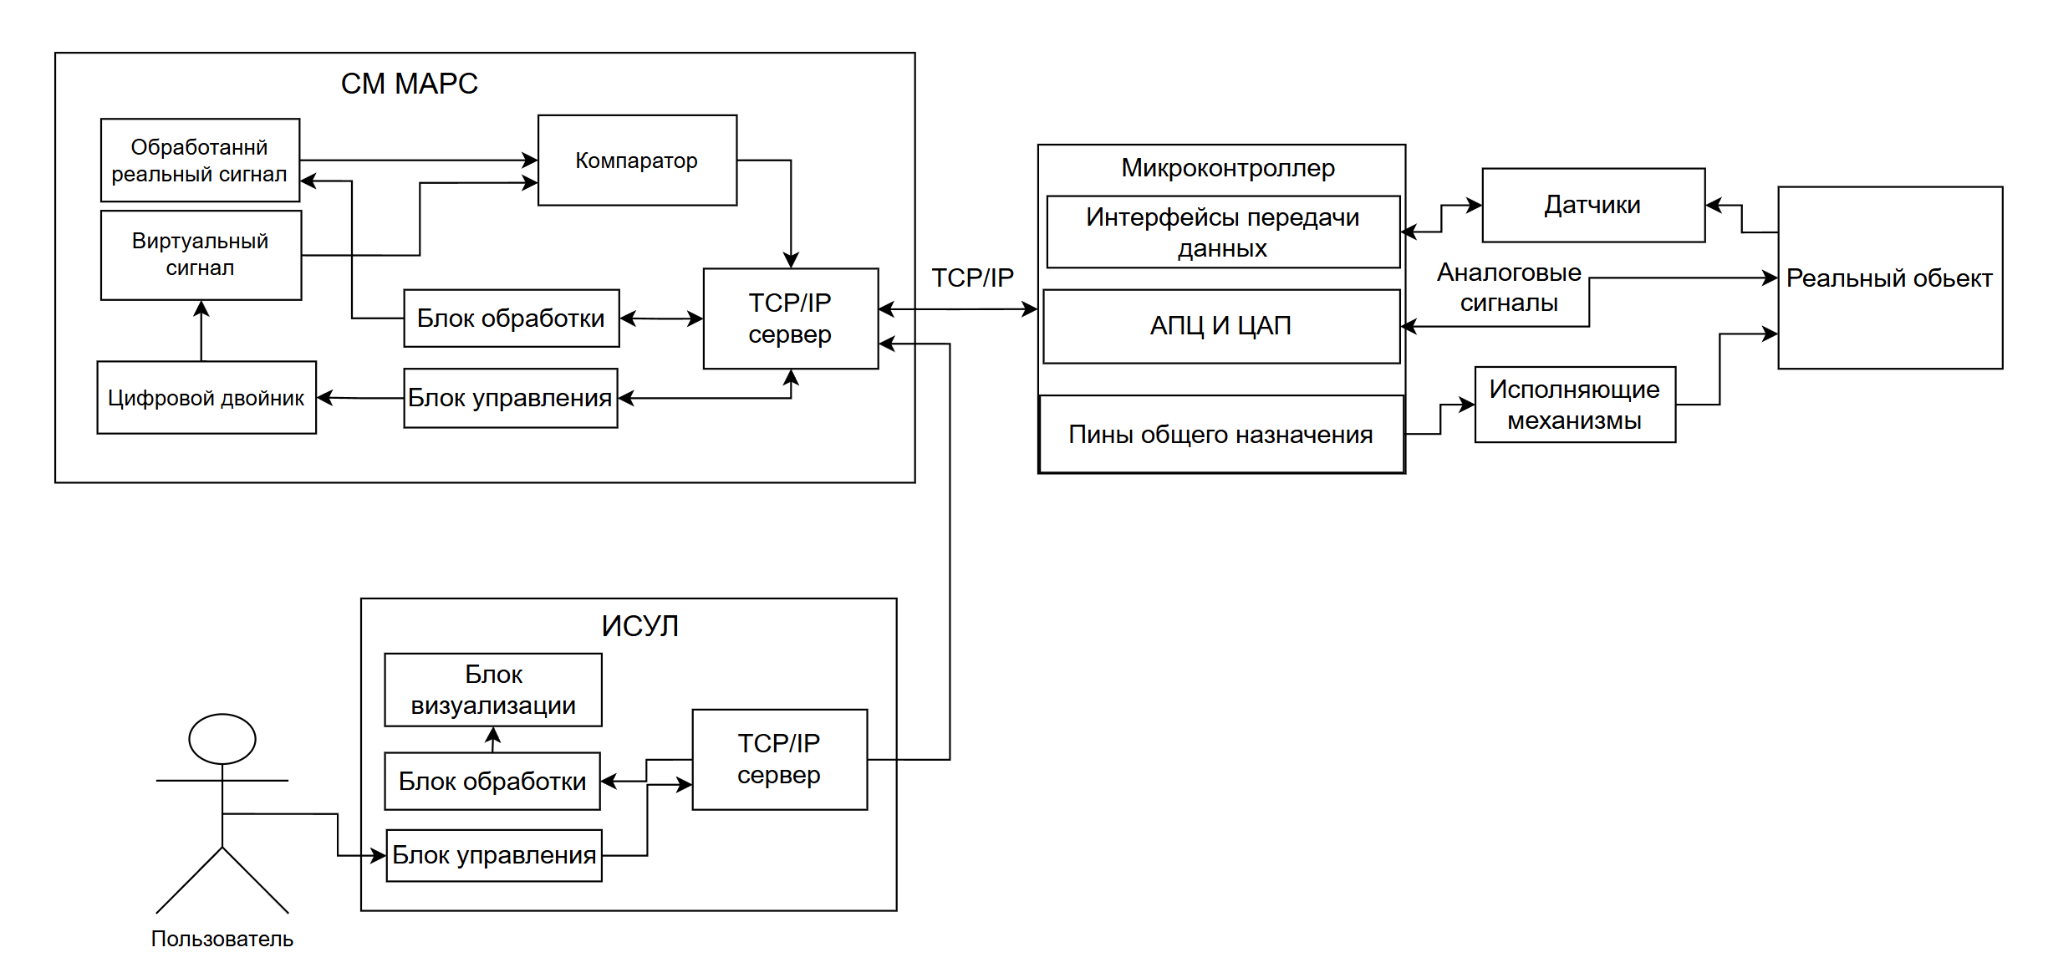 СМ МАРС
Обработаннй
реальный сигнал
Компаратор
Виртуальный
сигнал
Блок обработки
TCP/IP
сервер
Цифровой двойник
Блок управления
TCP/IP
Микроконтроллер
Интерфейсы передачи
данных
АПЦ И ЦАП
Пины общего назначения
Датчики
Аналоговые
сигналы
Исполняющие
механизмы
Реальный обьект
ИСУЛ
Блок
визуализации
Блок обработки
TCP/IP
сервер
Блок управления
Пользователь